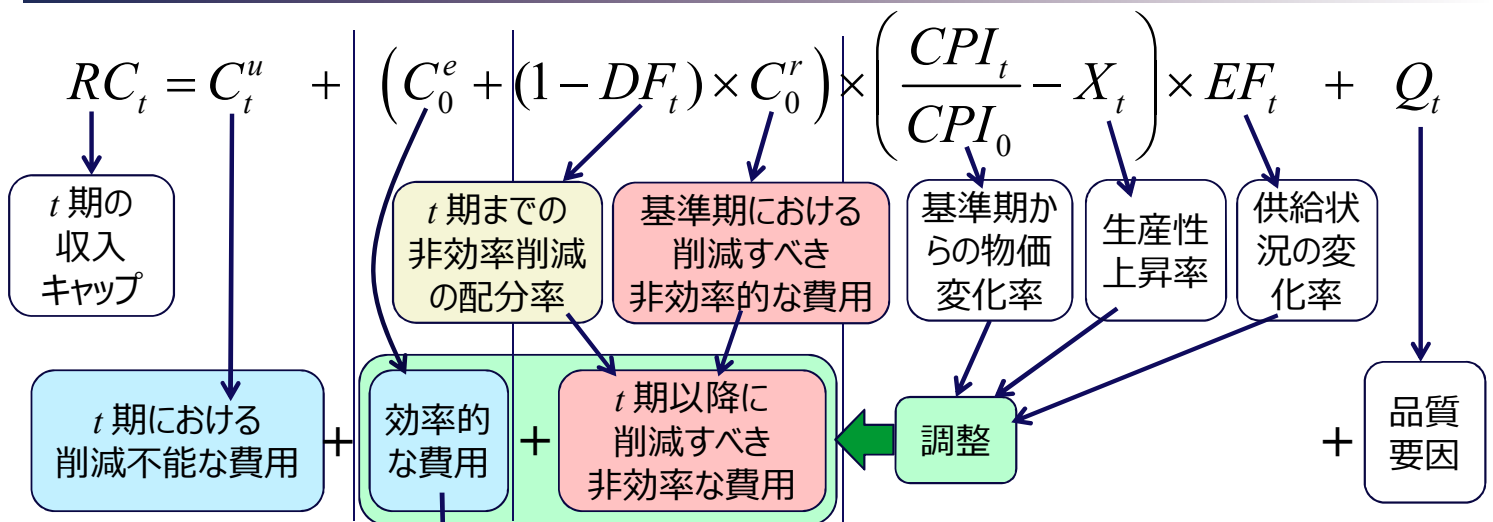 RC_t = C_t^u + (C_0^e + (1 − DF_t) × C_0^r) × (CPI_t / CPI_0 − X_t) × EF_t + Q_t
t 期の
収入
キャップ
t 期までの
非効率削減
の配分率
基準期における
削減すべき
非効率的な費用
基準期か
らの物価
変化率
生産性
上昇率
供給状
況の変
化率
t 期における
削減不能な費用
+
効率的
な費用
+
t 期以降に
削減すべき
非効率な費用
調整
+
品質
要因